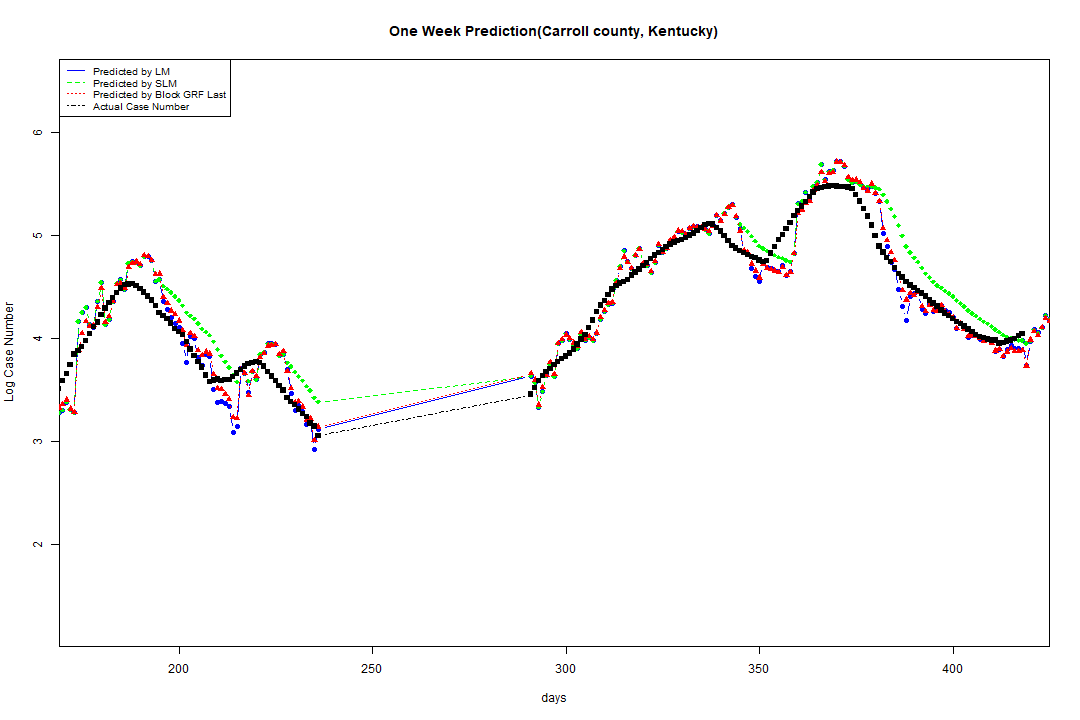 One Week Prediction(Carroll county, Kentucky)
Predicted by LM
Predicted by SLM
Predicted by Block GRF Last
Actual Case Number
6
5
4
3
2
Log Case Number
200 250 300 350 400
days